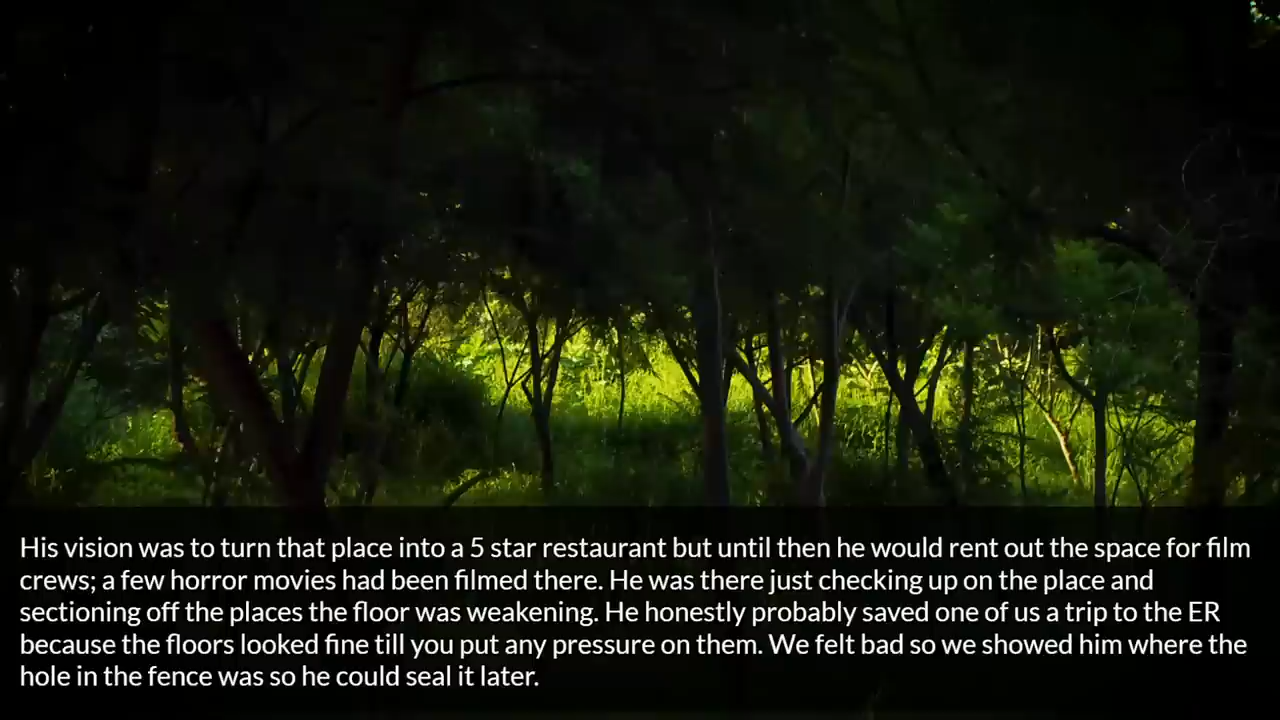 His vision was to turn that place into a 5 star restaurant but until then he would rent out the space for film
crews; a few horror movies had been filmed there. He was there just checking up on the place and
sectioning off the places the floor was weakening. He honestly probably saved one of us a trip to the ER
because the floors looked fine till you put any pressure on them. We felt bad so we showed him where the
hole in the fence was so he could seal it later.